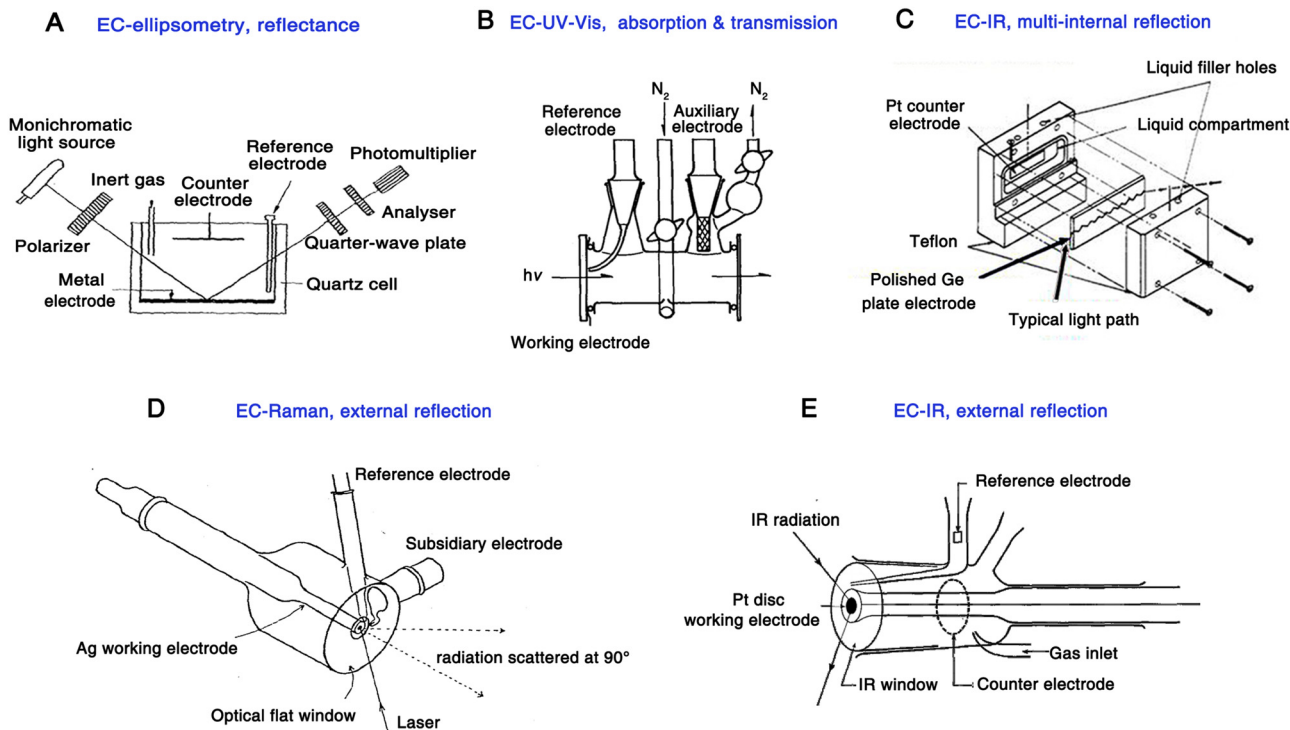 A
EC-ellipsometry, reflectance
Monichromatic
light source
Inert gas
Counter
electrode
Reference
electrode
Photomultiplier
Analyser
Quarter-wave plate
Polarizer
Metal
electrode
Quartz cell
B
EC-UV-Vis, absorption & transmission
N2
N2
Reference
electrode
Auxiliary
electrode
hν
Working electrode
C
EC-IR, multi-internal reflection
Liquid filler holes
Pt counter
electrode
Liquid compartment
Teflon
Polished Ge
plate electrode
Typical light path
D
EC-Raman, external reflection
Reference electrode
Subsidiary electrode
Ag working electrode
radiation scattered at 90°
Optical flat window
Laser
E
EC-IR, external reflection
Reference electrode
IR radiation
Pt disc
working electrode
Gas inlet
IR window
Counter electrode